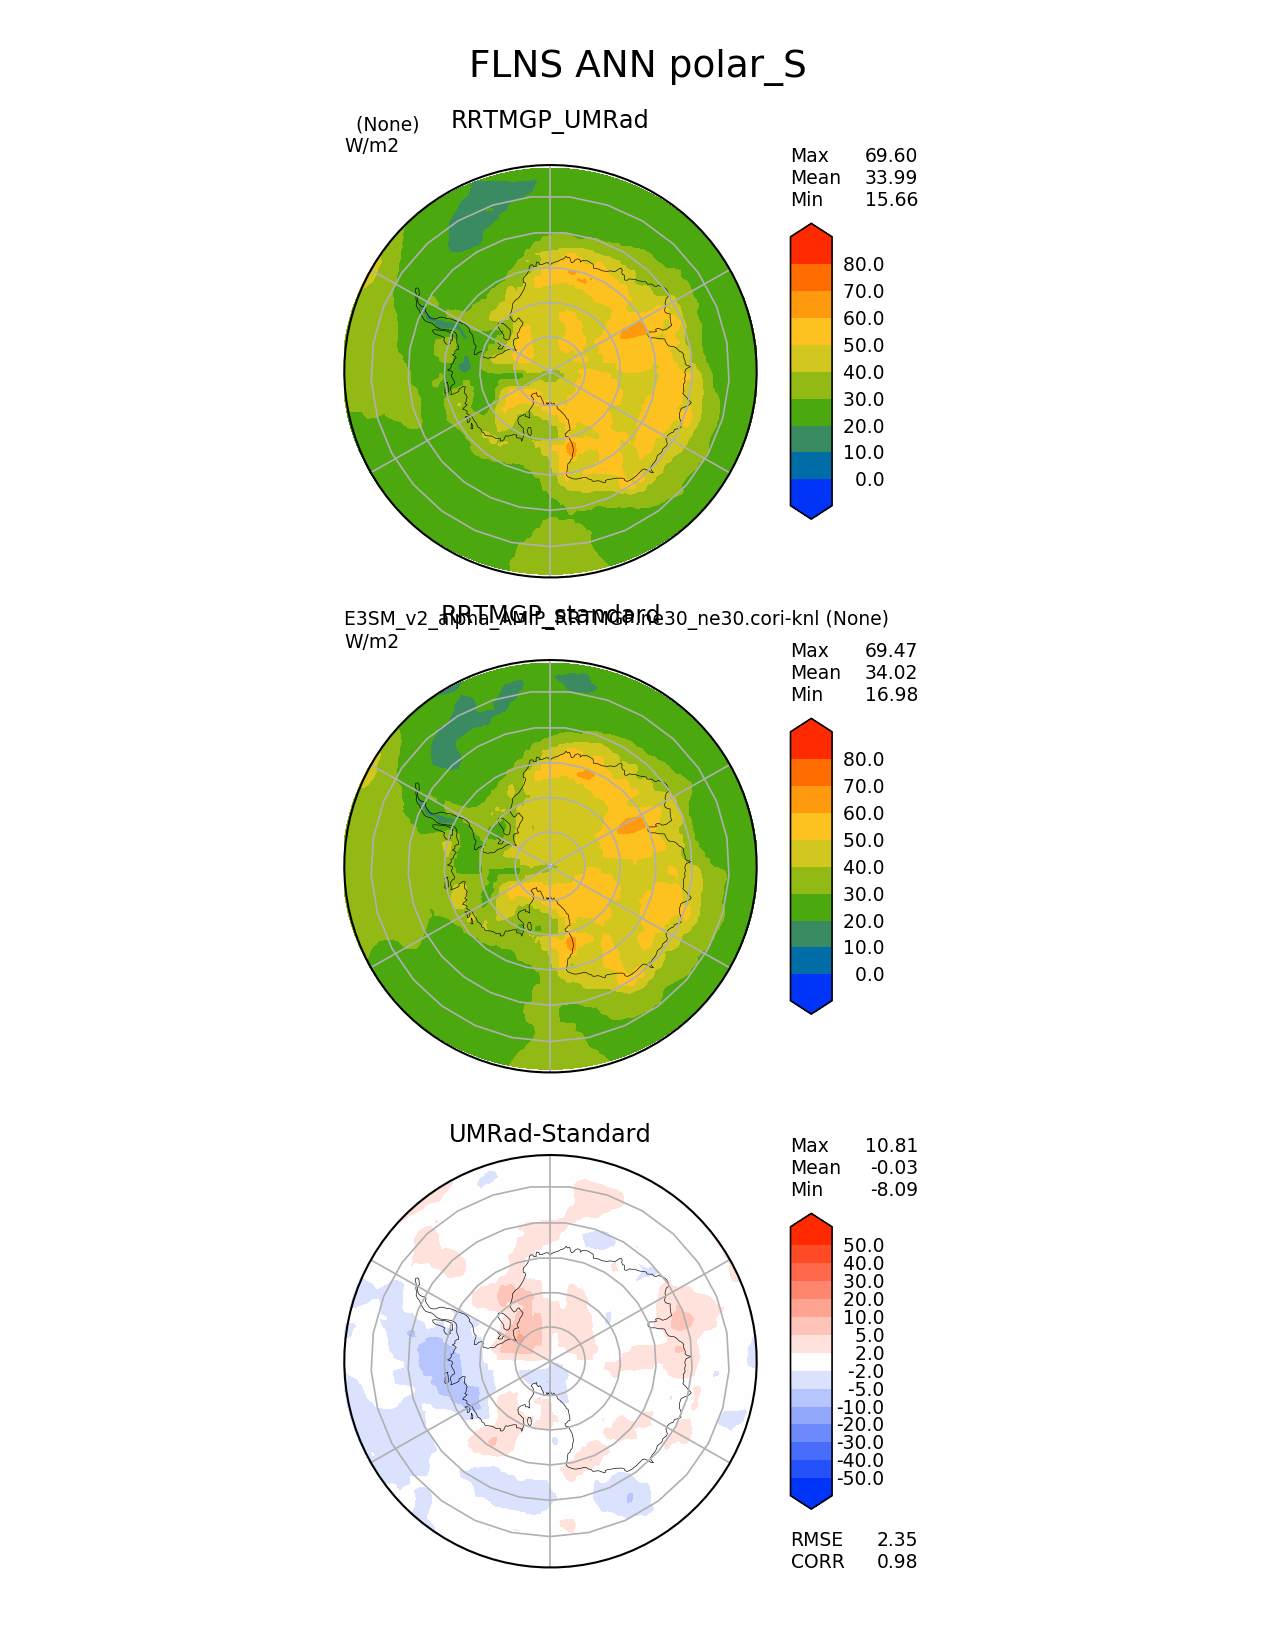 FLNS ANN polar_S
(None)
RRTMGP_UMRad
W/m2
Max 69.60
Mean 33.99
Min 15.66
80.0
70.0
60.0
50.0
40.0
30.0
20.0
10.0
0.0
RRTMGP_standard
E3SM_v2_alpha_AMIP_RRTMGP.ne30_ne30.cori-knl (None)
W/m2
Max 69.47
Mean 34.02
Min 16.98
80.0
70.0
60.0
50.0
40.0
30.0
20.0
10.0
0.0
UMRad-Standard
Max 10.81
Mean -0.03
Min -8.09
50.0
40.0
30.0
20.0
10.0
5.0
2.0
-2.0
-5.0
-10.0
-20.0
-30.0
-40.0
-50.0
RMSE 2.35
CORR 0.98